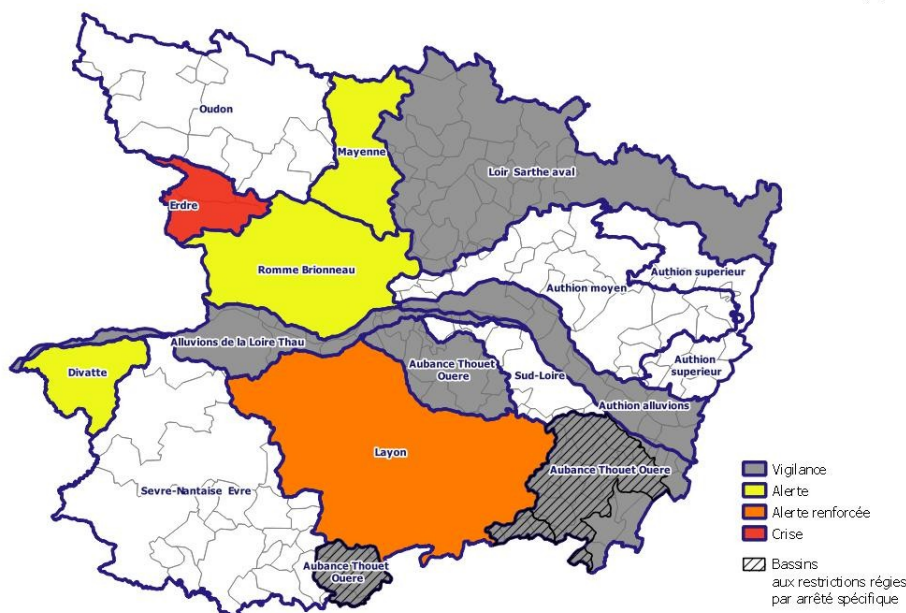 Oudon
Mayenne
Loir Sarthe aval
Erdre
Romme Brionneau
Authion superieur
Authion moyen
Alluvions de la Loire Thau
Aubance Thouet
Ouere
Sud-Loire
Authion
superieur
Divatte
Authion alluvions
Layon
Aubance Thouet Ouere
Sevre-Nantaise Evre
Aubance Thouet
Ouere
Vigilance
Alerte
Alerte renforcée
Crise
Bassins
aux restrictions régies
par arrêté spécifique